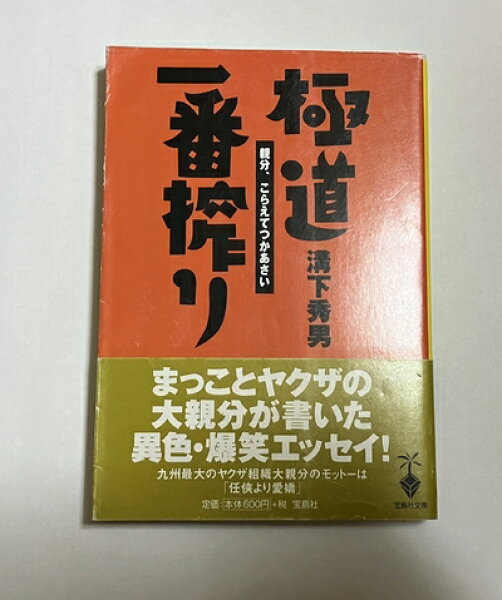 極道
一番搾り
親分、こらえてつかあさい
溝下秀男
まっことヤクザの
大親分が書いた
異色・爆笑エッセイ!
九州最大のヤクザ組織大親分のモットーは
「任侠より愛嬌」
定価:本体600円+税 宝島社
宝島社文庫